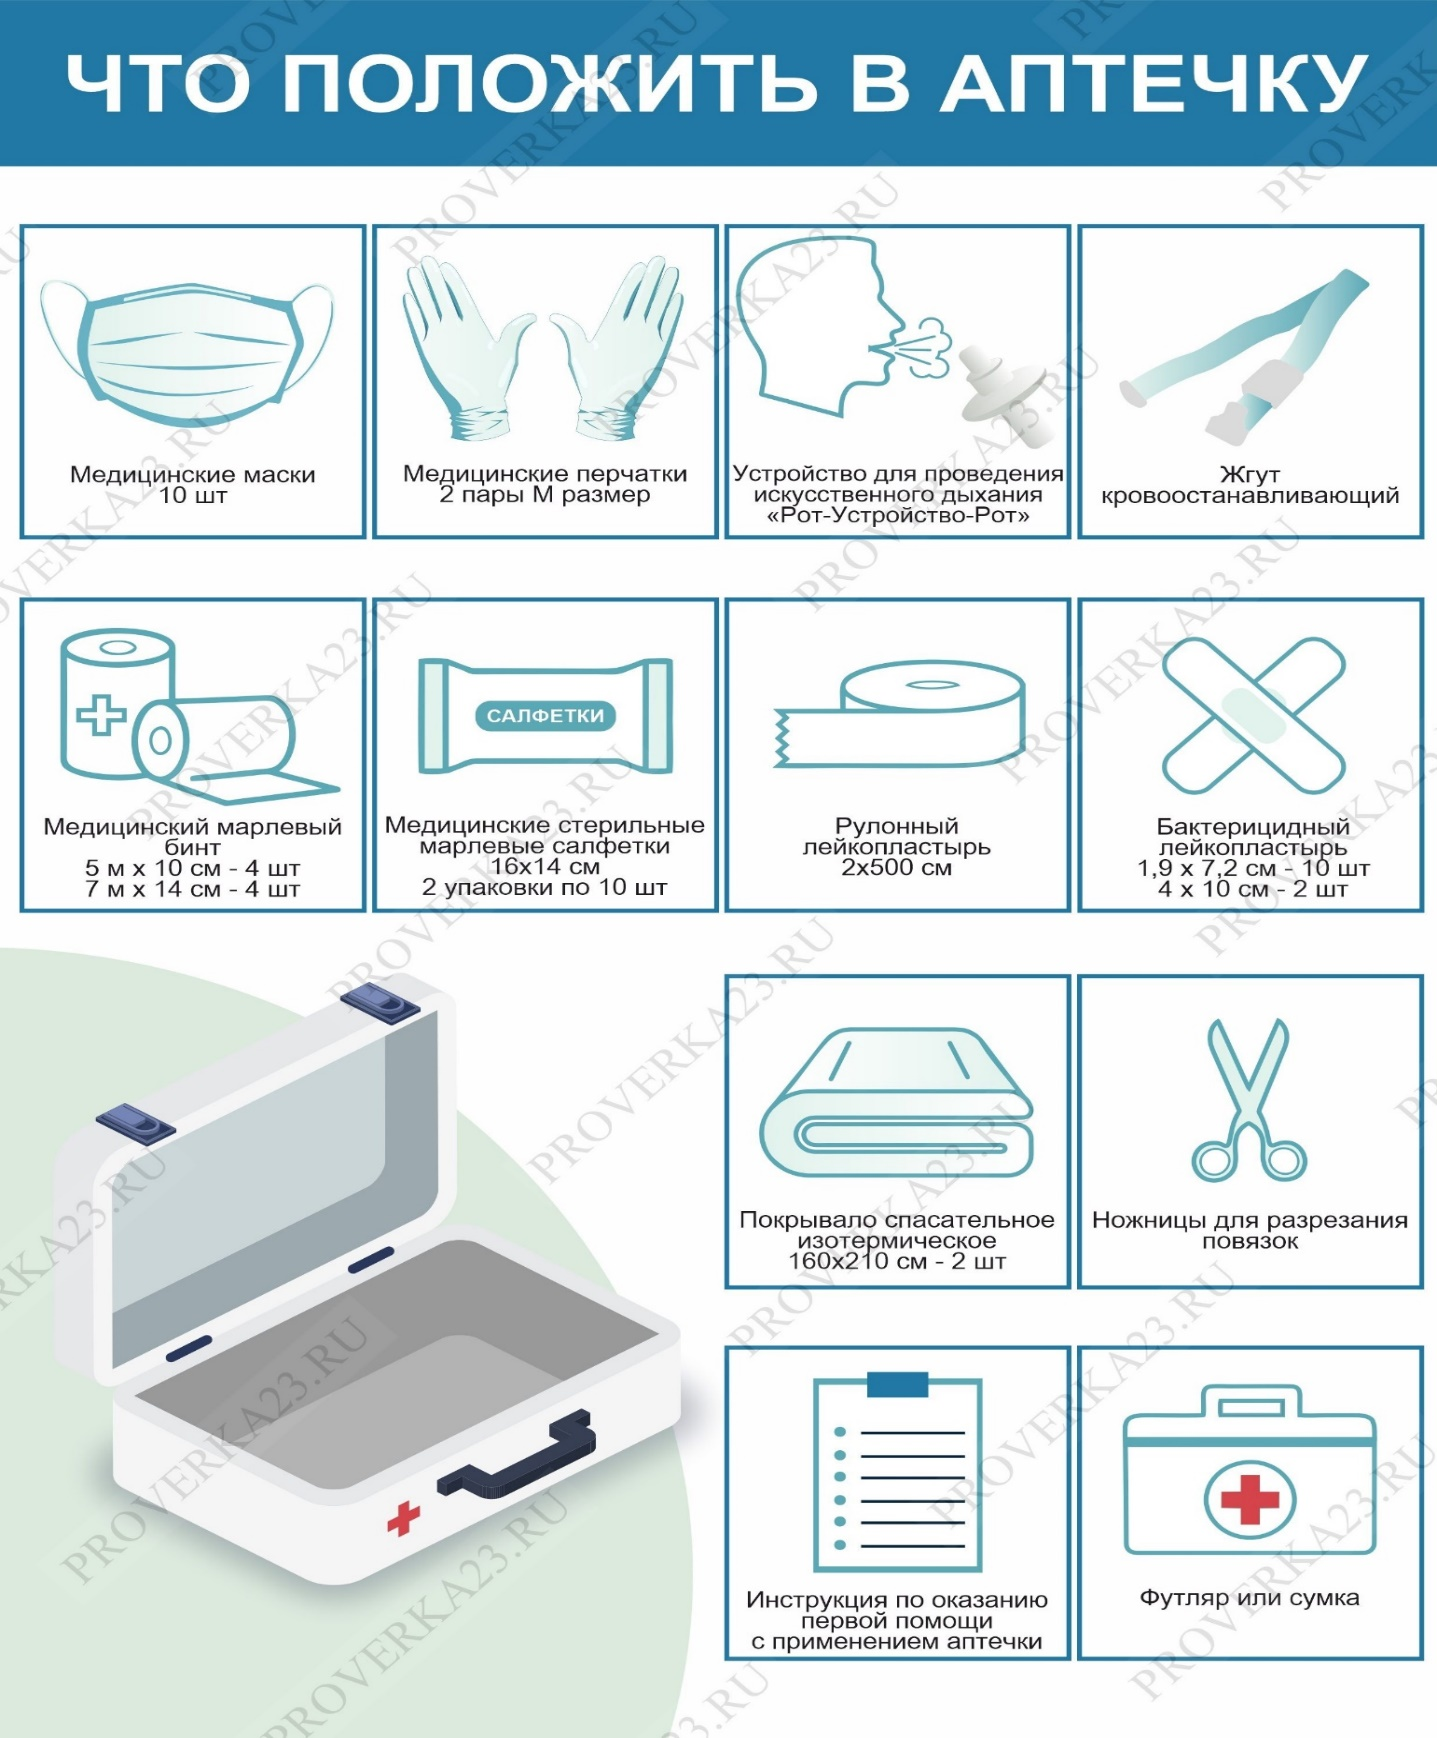 ЧТО ПОЛОЖИТЬ В АПТЕЧКУ
Медицинские маски
10 шт
Медицинские перчатки
2 пары М размер
Устройство для проведения
искусственного дыхания
«Рот-Устройство-Рот»
Жгут
кровоостанавливающий
Медицинский марлевый
бинт
5 м х 10 см - 4 шт
7 м х 14 см - 4 шт
САЛФЕТКИ
Медицинские стерильные
марлевые салфетки
16х14 см
2 упаковки по 10 шт
Рулонный
лейкопластырь
2х500 см
Бактерицидный
лейкопластырь
1,9 х 7,2 см - 10 шт
4 х 10 см - 2 шт
Покрывало спасательное
изотермическое
160х210 см - 2 шт
Ножницы для разрезания
повязок
Инструкция по оказанию
первой помощи
с применением аптечки
Футляр или сумка
PROVERKA23.RU